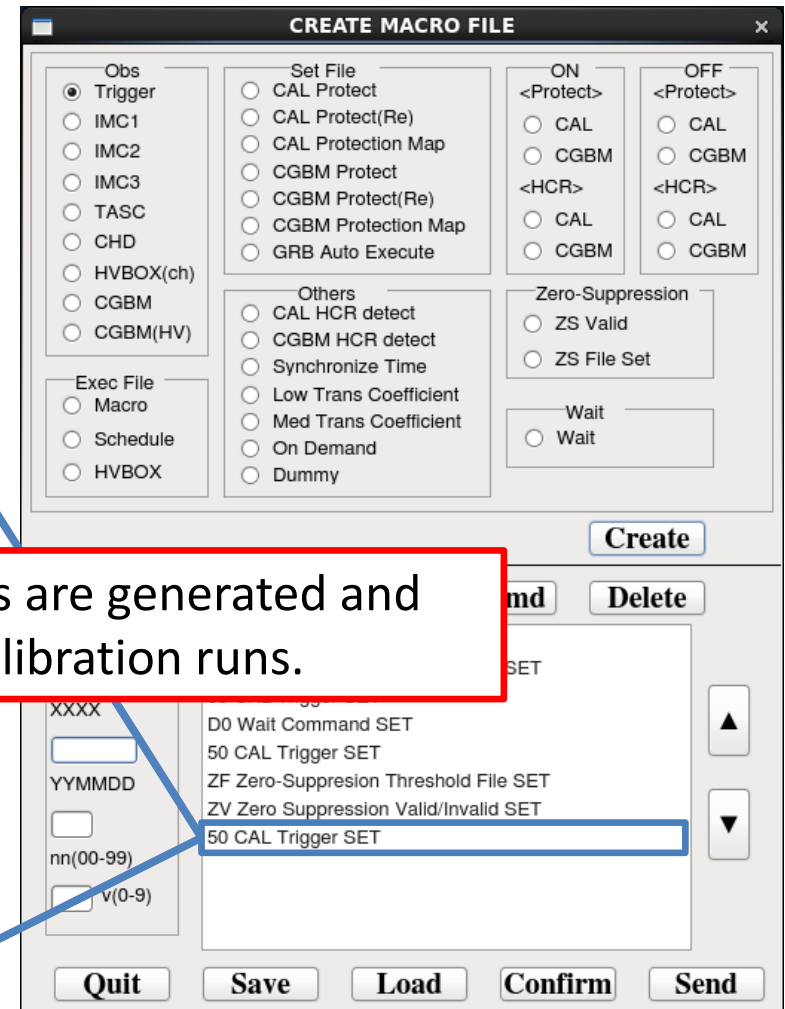 CREATE MACRO FILE
Obs
Trigger
IMC1
IMC2
IMC3
TASC
CHD
HVBOX(ch)
CGBM
CGBM(HV)
Exec File
Macro
Schedule
HVBOX
Set File
CAL Protect
CAL Protect(Re)
CAL Protection Map
CGBM Protect
CGBM Protect(Re)
CGBM Protection Map
GRB Auto Execute
Others
CAL HCR detect
CGBM HCR detect
Synchronize Time
Low Trans Coefficient
Med Trans Coefficient
On Demand
Dummy
ON
<Protect>
CAL
CGBM
<HCR>
CAL
CGBM
OFF
<Protect>
CAL
CGBM
<HCR>
CAL
CGBM
Zero-Suppression
ZS Valid
ZS File Set
Wait
Wait
Create
s are generated and
libration runs.
md
Delete
SET
XXXX
YYMMDD
nn(00-99)
v(0-9)
D0 Wait Command SET
50 CAL Trigger SET
ZF Zero-Suppresion Threshold File SET
ZV Zero Suppression Valid/Invalid SET
50 CAL Trigger SET
▲
▼
Quit
Save
Load
Confirm
Send